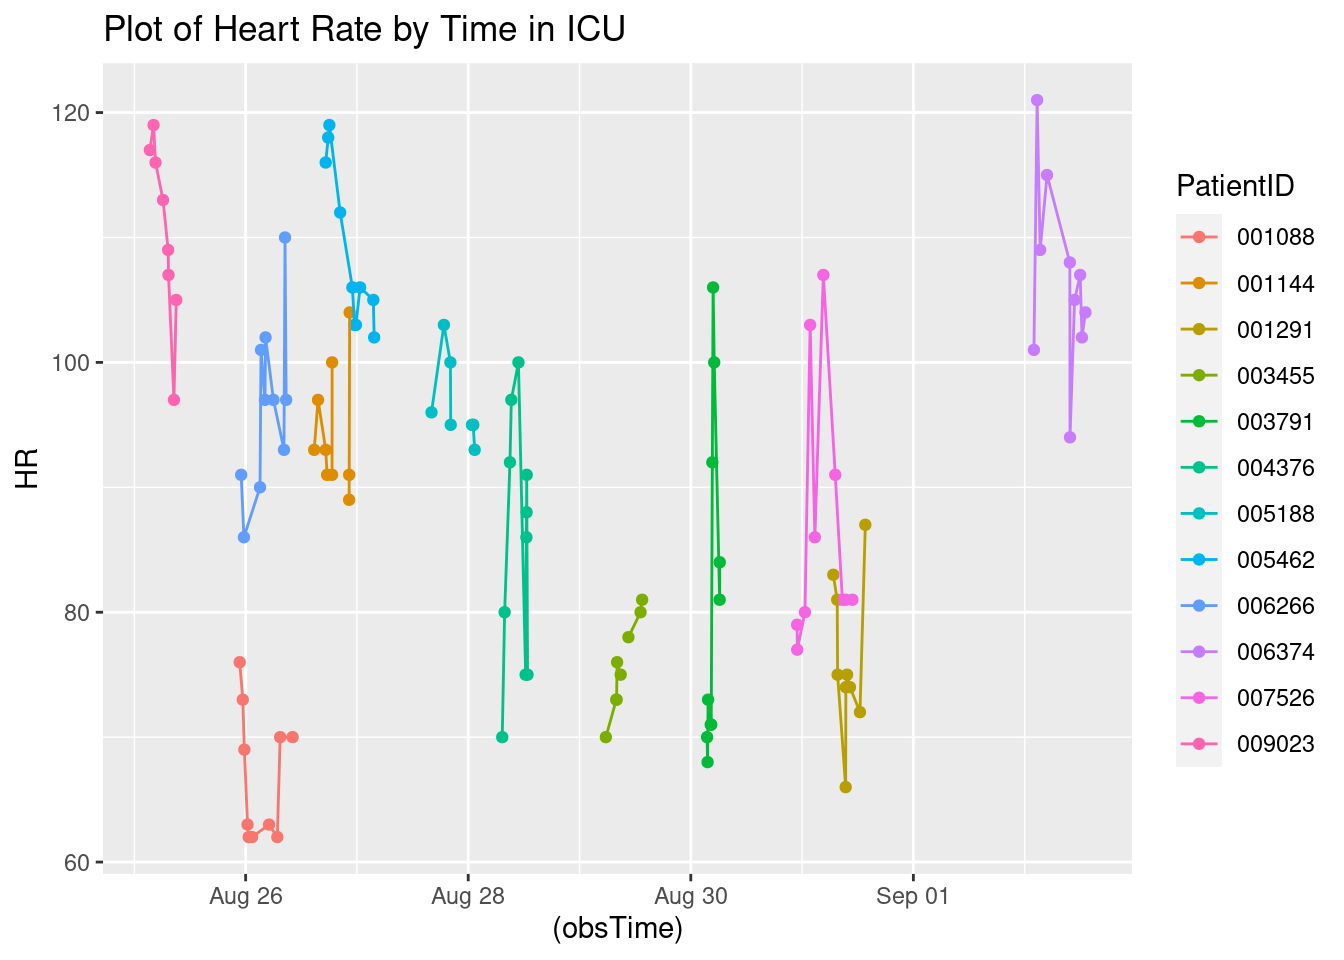 Plot of Heart Rate by Time in ICU
120
100
80
60
HR
Aug 26
Aug 28
Aug 30
Sep 01
(obsTime)
PatientID
001088
001144
001291
003455
003791
004376
005188
005462
006266
006374
007526
009023